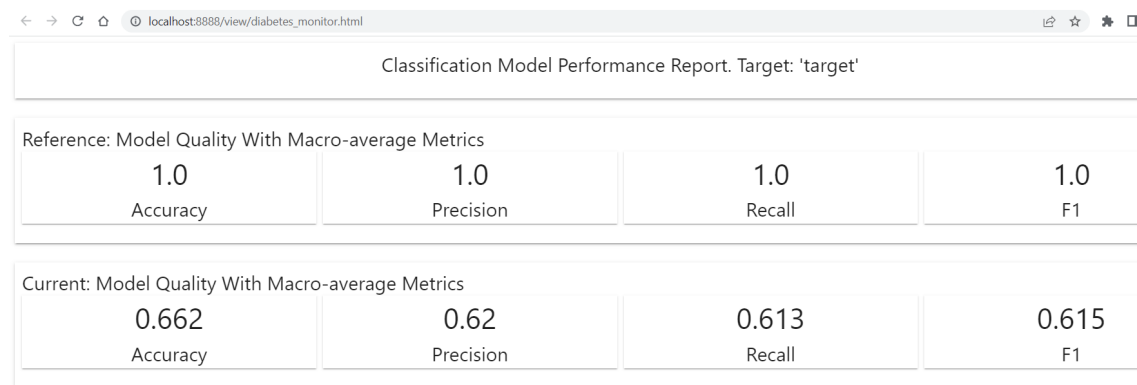 localhost:8888/view/diabetes_monitor.html
Classification Model Performance Report. Target: 'target'
Reference: Model Quality With Macro-average Metrics
1.0 1.0 1.0 1.0
Accuracy Precision Recall F1
Current: Model Quality With Macro-average Metrics
0.662 0.62 0.613 0.615
Accuracy Precision Recall F1